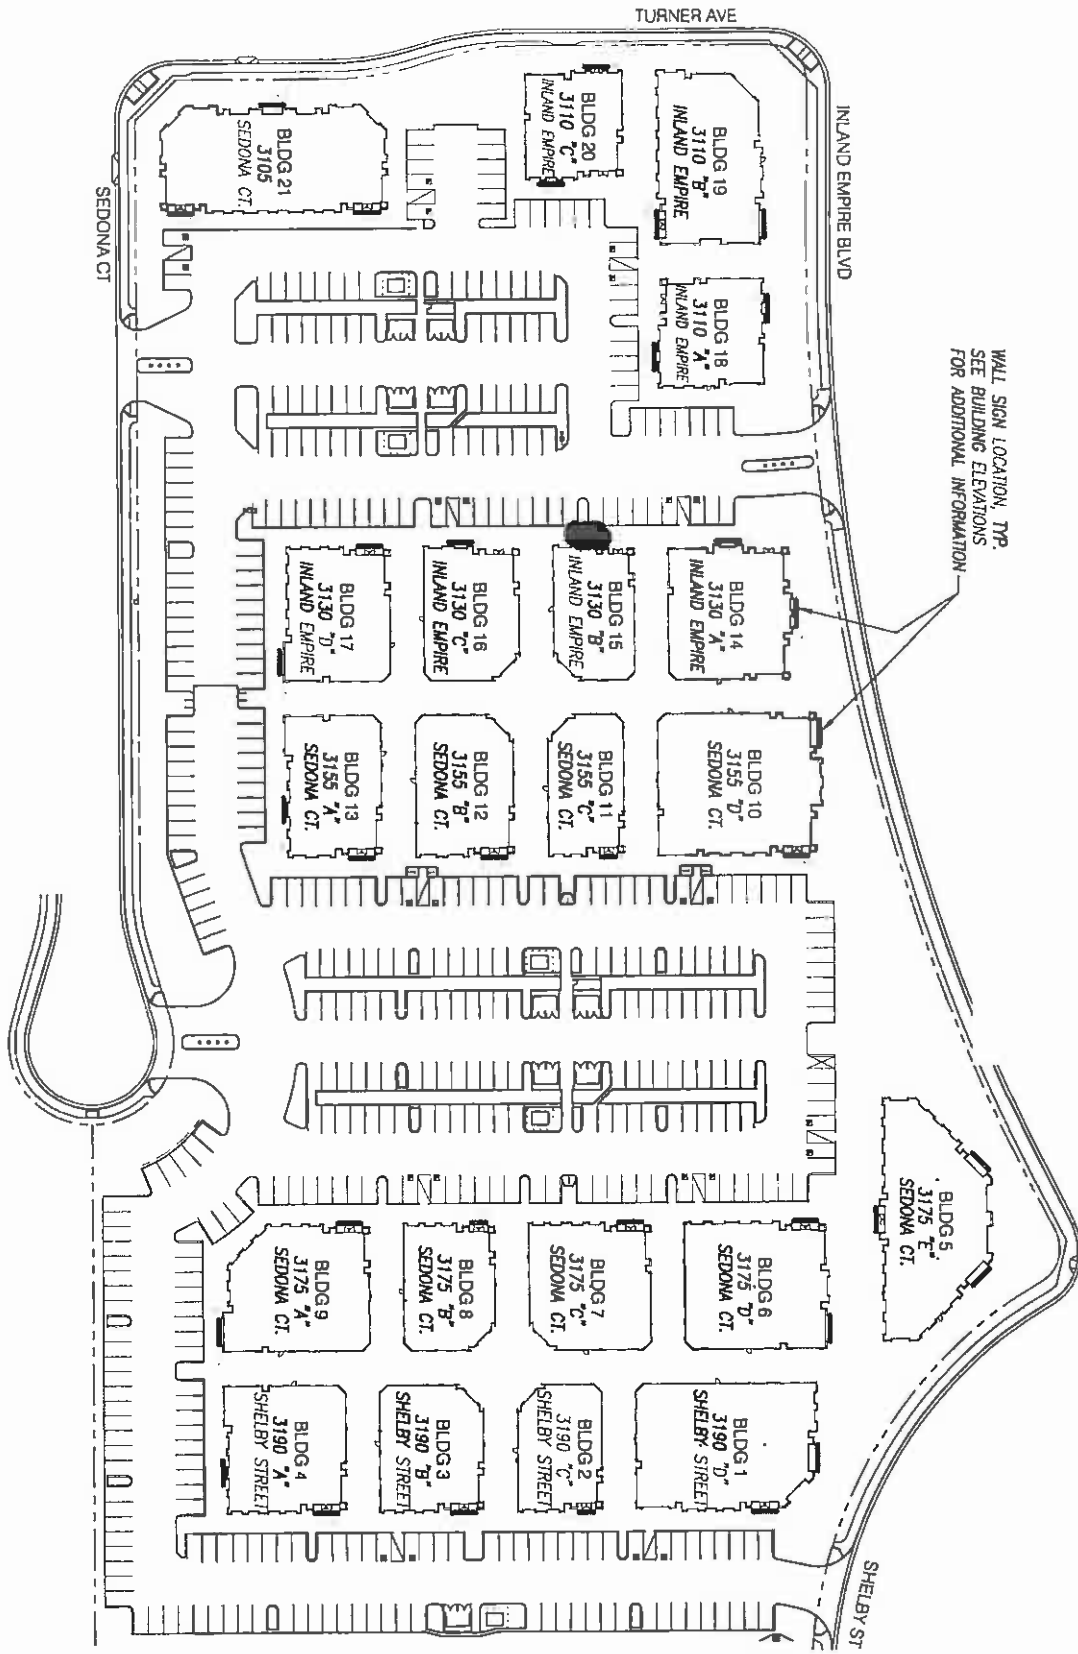 TURNER AVE
INLAND EMPIRE BLVD
SEDONA CT
SHELBY ST
WALL SIGN LOCATION, TYP.
SEE BUILDING ELEVATIONS
FOR ADDITIONAL INFORMATION
BLDG 21
3105
SEDONA CT.
BLDG 20
3110 "C"
INLAND EMPIRE
BLDG 19
3110 "B"
INLAND EMPIRE
BLDG 18
3110 "A"
INLAND EMPIRE
BLDG 17
3130 "D"
INLAND EMPIRE
BLDG 16
3130 "C"
INLAND EMPIRE
BLDG 15
3130 "B"
INLAND EMPIRE
BLDG 14
3130 "A"
INLAND EMPIRE
BLDG 13
3155 "A"
SEDONA CT.
BLDG 12
3155 "B"
SEDONA CT.
BLDG 11
3155 "C"
SEDONA CT.
BLDG 10
3155 "D"
SEDONA CT.
BLDG 5
3175 "E"
SEDONA CT.
BLDG 9
3175 "A"
SEDONA CT.
BLDG 8
3175 "B"
SEDONA CT.
BLDG 7
3175 "C"
SEDONA CT.
BLDG 6
3175 "D"
SEDONA CT.
BLDG 4
3190 "A"
SHELBY STREET
BLDG 3
3190 "B"
SHELBY STREET
BLDG 2
3190 "C"
SHELBY STREET
BLDG 1
3190 "D"
SHELBY STREET